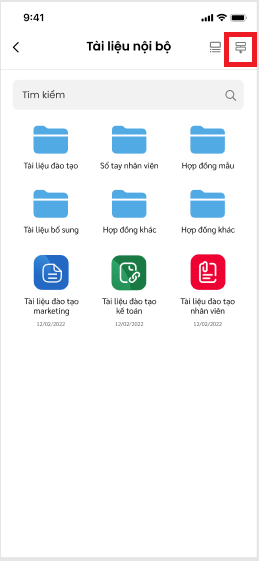 9:41
Tài liệu nội bộ
Tìm kiếm
Tài liệu đào tạo
Sổ tay nhân viên
Hợp đồng mẫu
Tài liệu bổ sung
Hợp đồng khác
Hợp đồng khác
Tài liệu đào tạo
marketing
12/02/2022
Tài liệu đào tạo
kế toán
12/02/2022
Tài liệu đào tạo
nhân viên
12/02/2022